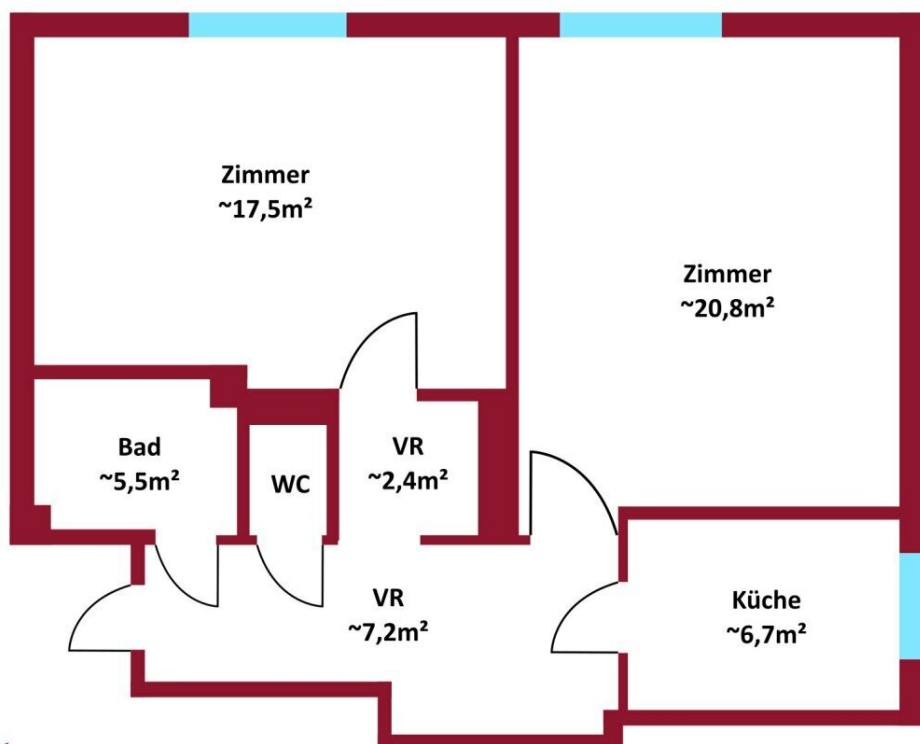 Zimmer
~17,5m²
Zimmer
~20,8m²
Bad
~5,5m²
WC
VR
~2,4m²
VR
~7,2m²
Küche
~6,7m²